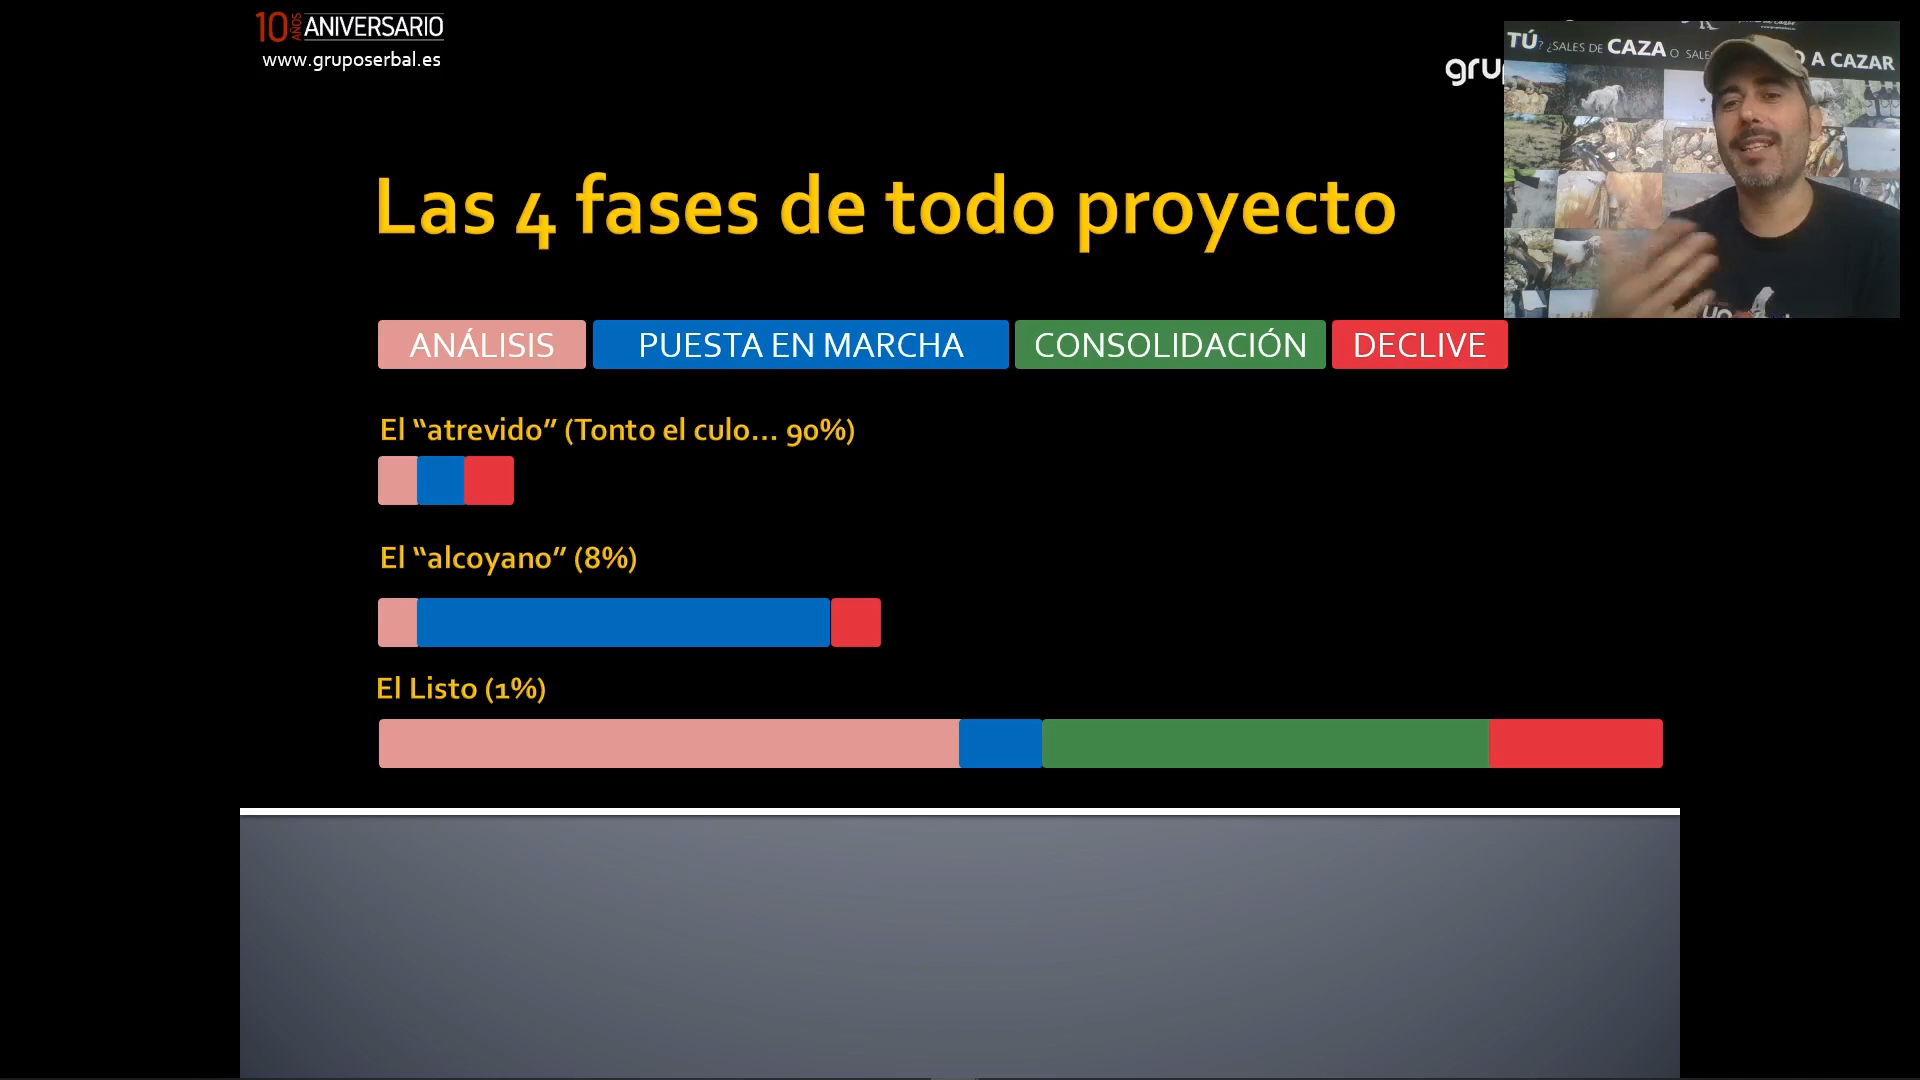 10 AÑOS ANIVERSARIO
www.gruposerbal.es
gru
TÚ? ¿SALES DE CAZA O SALES A CAZAR
Las 4 fases de todo proyecto
ANÁLISIS PUESTA EN MARCHA CONSOLIDACIÓN DECLIVE
El “atrevido” (Tonto el culo... 90%)
El “alcoyano” (8%)
El Listo (1%)